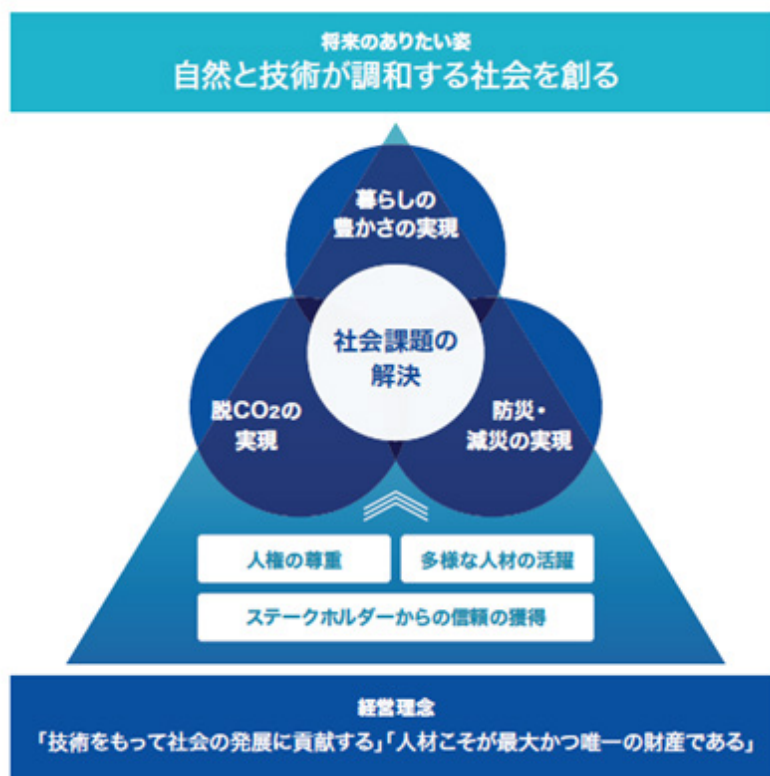 将来のありたい姿
自然と技術が調和する社会を創る
暮らしの
豊かさの実現
社会課題の
解決
脱CO₂の
実現
防災・
減災の実現
人権の尊重
多様な人材の活躍
ステークホルダーからの信頼の獲得
経営理念
「技術をもって社会の発展に貢献する」「人材こそが最大かつ唯一の財産である」